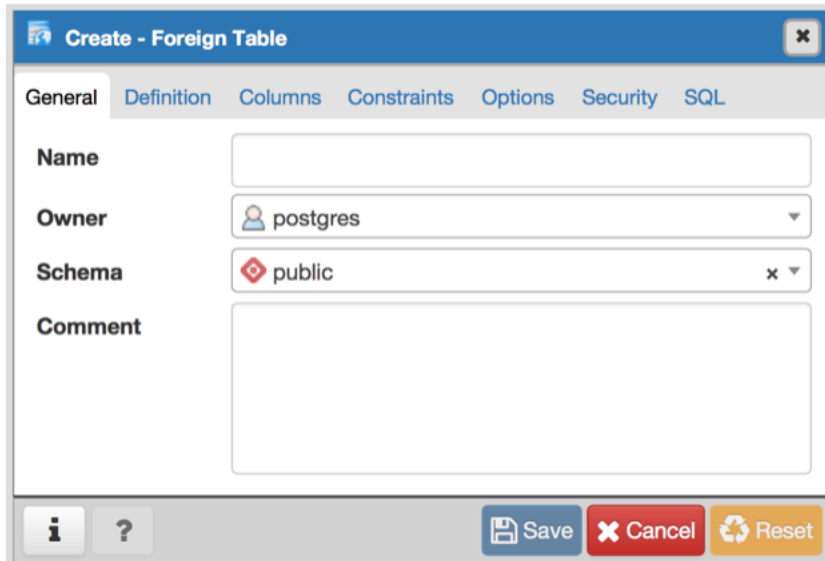 Create - Foreign Table
General Definition Columns Constraints Options Security SQL
Name
Owner postgres
Schema public
Comment
i ? Save Cancel Reset